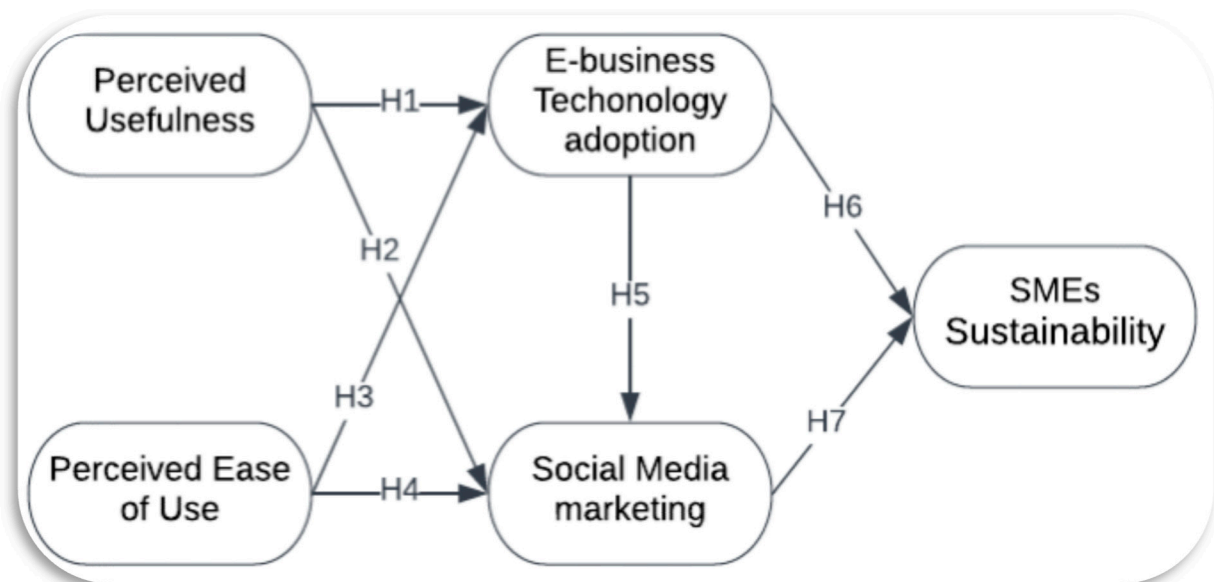 Perceived
Usefulness
H1
E-business
Techonology
adoption
H2
H6
H5
SMEs
Sustainability
H3
H7
Perceived Ease
of Use
H4
Social Media
marketing